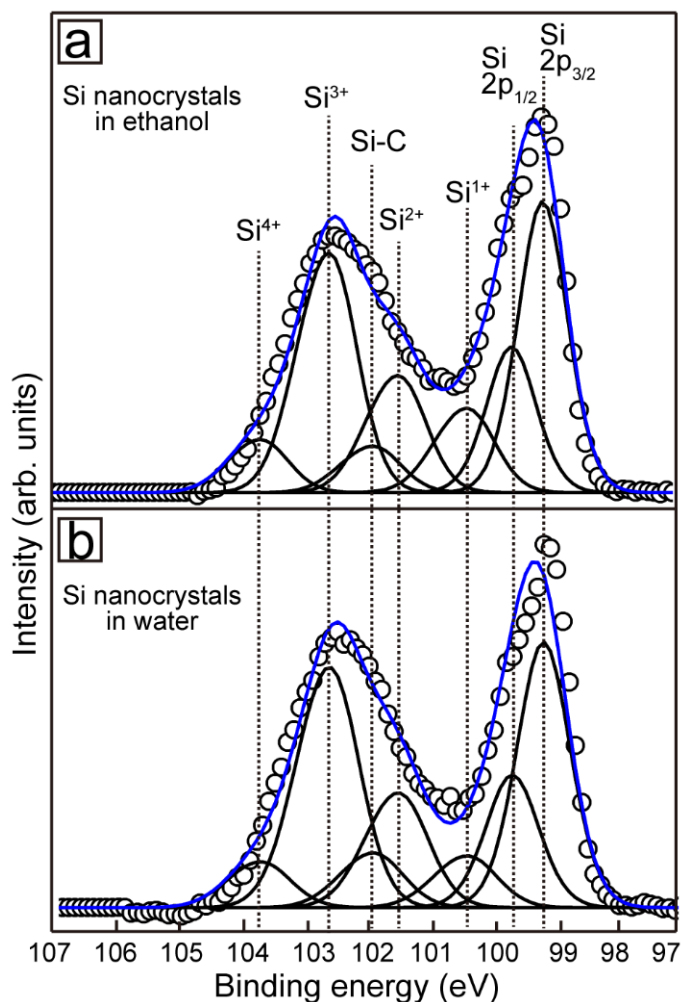 a
Si nanocrystals
in ethanol
Si⁴⁺
Si³⁺
Si-C
Si²⁺
Si¹⁺
Si
2p₁/₂
Si
2p₃/₂
b
Si nanocrystals
in water
Intensity (arb. units)
107 106 105 104 103 102 101 100 99 98 97
Binding energy (eV)